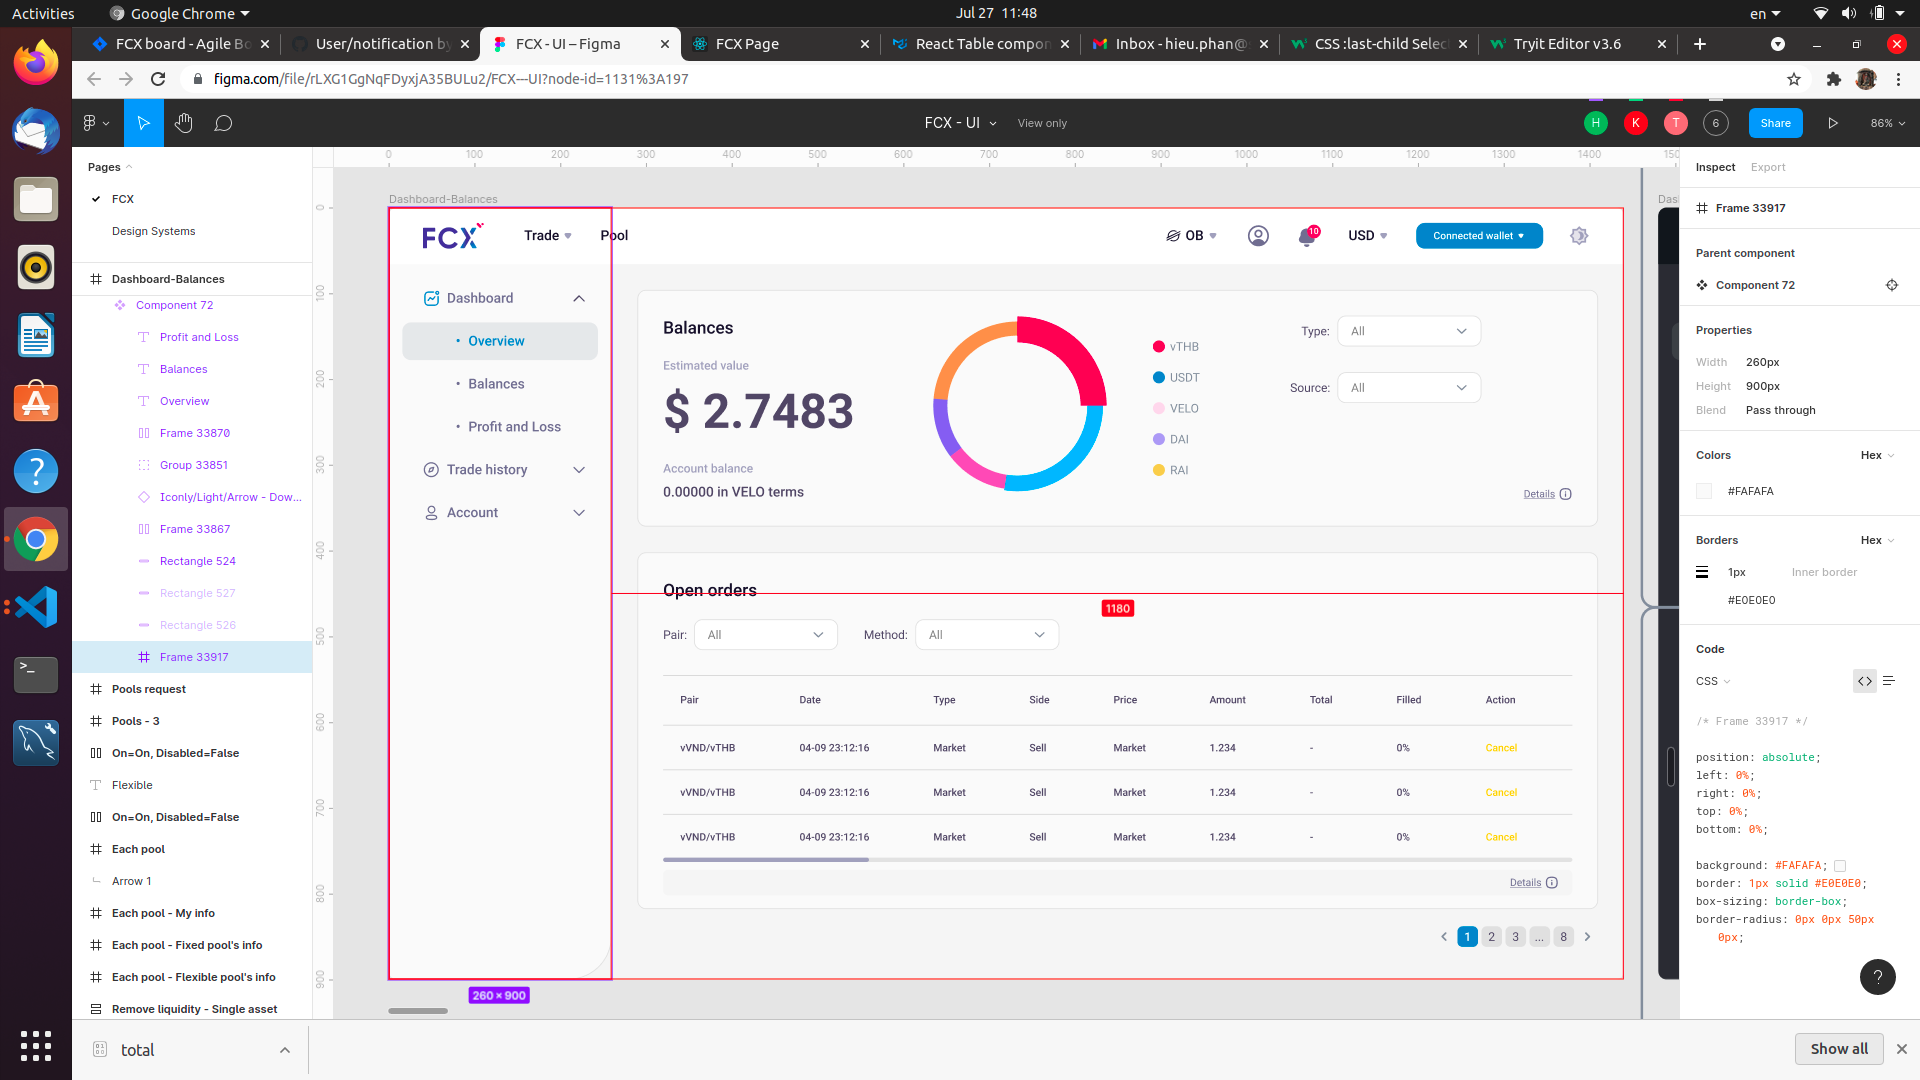 Activities
Google Chrome
Jul 27 11:48
en
FCX board - Agile Bo
User/notification by
FCX - UI – Figma
FCX Page
React Table compon
Inbox - hieu.phan@
CSS :last-child Selec
Tryit Editor v3.6
figma.com/file/rLXG1GgNqFDyxjA35BULu2/FCX---UI?node-id=1131%3A197
FCX - UI
View only
H
K
T
6
Share
86%
Pages
FCX
Design Systems
Dashboard-Balances
Component 72
Profit and Loss
Balances
Overview
Frame 33870
Group 33851
Iconly/Light/Arrow - Dow...
Frame 33867
Rectangle 524
Rectangle 527
Rectangle 526
Frame 33917
Pools request
Pools - 3
On=On, Disabled=False
Flexible
On=On, Disabled=False
Each pool
Arrow 1
Each pool - My info
Each pool - Fixed pool's info
Each pool - Flexible pool's info
Remove liquidity - Single asset
0 100 200 300 400 500 600 700 800 900 1000 1100 1200 1300 1400 150
0
100
200
300
400
500
600
700
800
900
Dashboard-Balances
Das
FCX
Trade
Pool
OB
10
USD
Connected wallet
Dashboard
Overview
Balances
Profit and Loss
Trade history
Account
Balances
Estimated value
$ 2.7483
Account balance
0.00000 in VELO terms
vTHB
USDT
VELO
DAI
RAI
Type: All
Source: All
Details
Open orders
1180
Pair: All
Method: All
Pair Date Type Side Price Amount Total Filled Action
vVND/vTHB 04-09 23:12:16 Market Sell Market 1.234 - 0% Cancel
vVND/vTHB 04-09 23:12:16 Market Sell Market 1.234 - 0% Cancel
vVND/vTHB 04-09 23:12:16 Market Sell Market 1.234 - 0% Cancel
Details
1 2 3 ... 8
260 × 900
Inspect
Export
Frame 33917
Parent component
Component 72
Properties
Width 260px
Height 900px
Blend Pass through
Colors Hex
#FAFAFA
Borders Hex
1px Inner border
#E0E0E0
Code
CSS
/* Frame 33917 */
position: absolute;
left: 0%;
right: 0%;
top: 0%;
bottom: 0%;
background: #FAFAFA;
border: 1px solid #E0E0E0;
box-sizing: border-box;
border-radius: 0px 0px 50px
0px;
?
total
Show all